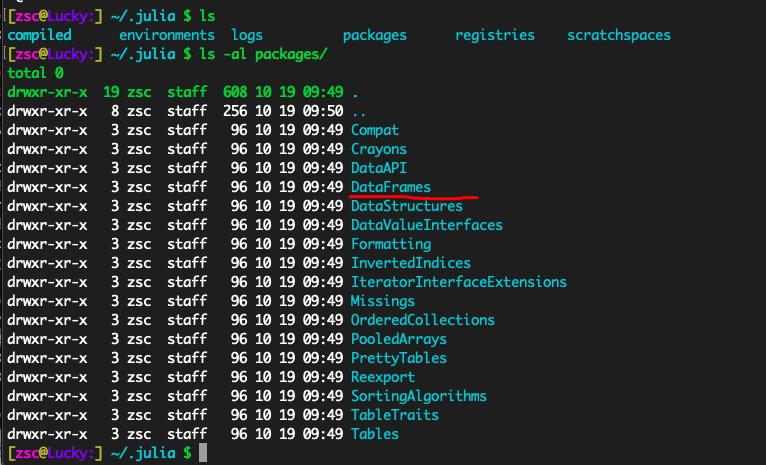 [zsc@Lucky:] ~/.julia $ ls
compiled environments logs packages registries scratchspaces
[zsc@Lucky:] ~/.julia $ ls -al packages/
total 0
drwxr-xr-x 19 zsc staff 608 10 19 09:49 .
drwxr-xr-x 8 zsc staff 256 10 19 09:50 ..
drwxr-xr-x 3 zsc staff 96 10 19 09:49 Compat
drwxr-xr-x 3 zsc staff 96 10 19 09:49 Crayons
drwxr-xr-x 3 zsc staff 96 10 19 09:49 DataAPI
drwxr-xr-x 3 zsc staff 96 10 19 09:49 DataFrames
drwxr-xr-x 3 zsc staff 96 10 19 09:49 DataStructures
drwxr-xr-x 3 zsc staff 96 10 19 09:49 DataValueInterfaces
drwxr-xr-x 3 zsc staff 96 10 19 09:49 Formatting
drwxr-xr-x 3 zsc staff 96 10 19 09:49 InvertedIndices
drwxr-xr-x 3 zsc staff 96 10 19 09:49 IteratorInterfaceExtensions
drwxr-xr-x 3 zsc staff 96 10 19 09:49 Missings
drwxr-xr-x 3 zsc staff 96 10 19 09:49 OrderedCollections
drwxr-xr-x 3 zsc staff 96 10 19 09:49 PooledArrays
drwxr-xr-x 3 zsc staff 96 10 19 09:49 PrettyTables
drwxr-xr-x 3 zsc staff 96 10 19 09:49 Reexport
drwxr-xr-x 3 zsc staff 96 10 19 09:49 SortingAlgorithms
drwxr-xr-x 3 zsc staff 96 10 19 09:49 TableTraits
drwxr-xr-x 3 zsc staff 96 10 19 09:49 Tables
[zsc@Lucky:] ~/.julia $